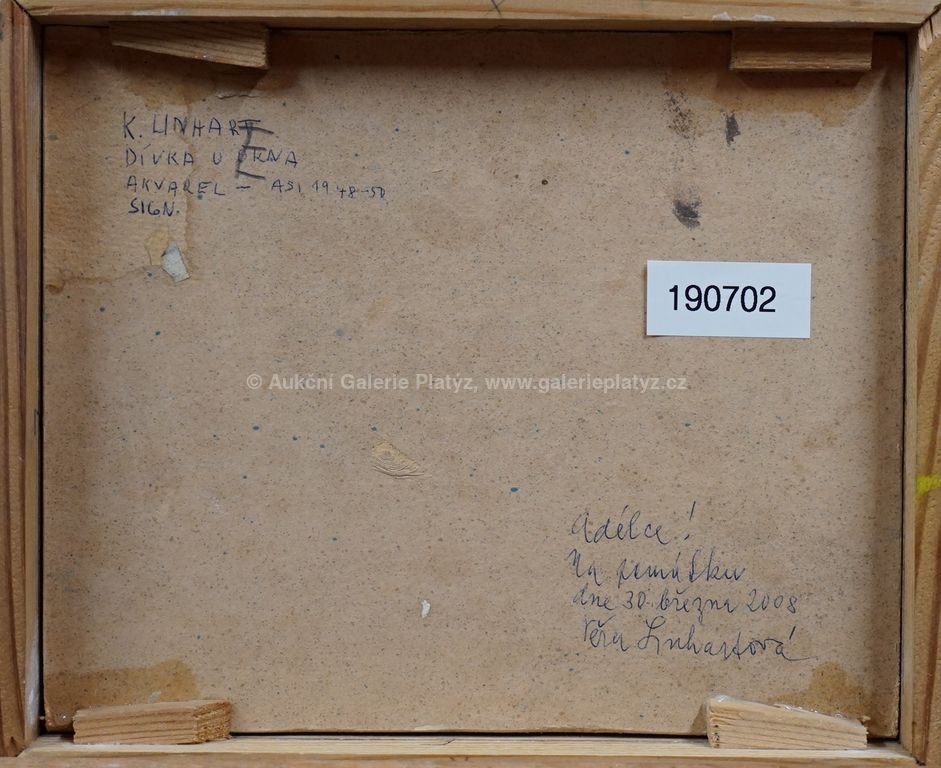 K. LINHART
DÍVKA U OKNA
AKVAREL – ASI 1948-50
SIGN.
190702
© Aukční Galerie Platýz, www.galerieplatyz.cz
Adélce!
Na památku
dne 30. března 2008
Věra Linhartová